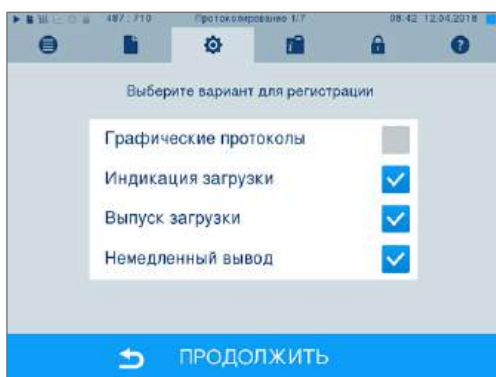 487 : 710 Протоколирование 1/7 08:42 12.04.2018
Выберите вариант для регистрации
Графические протоколы
Индикация загрузки
Выпуск загрузки
Немедленный вывод
ПРОДОЛЖИТЬ